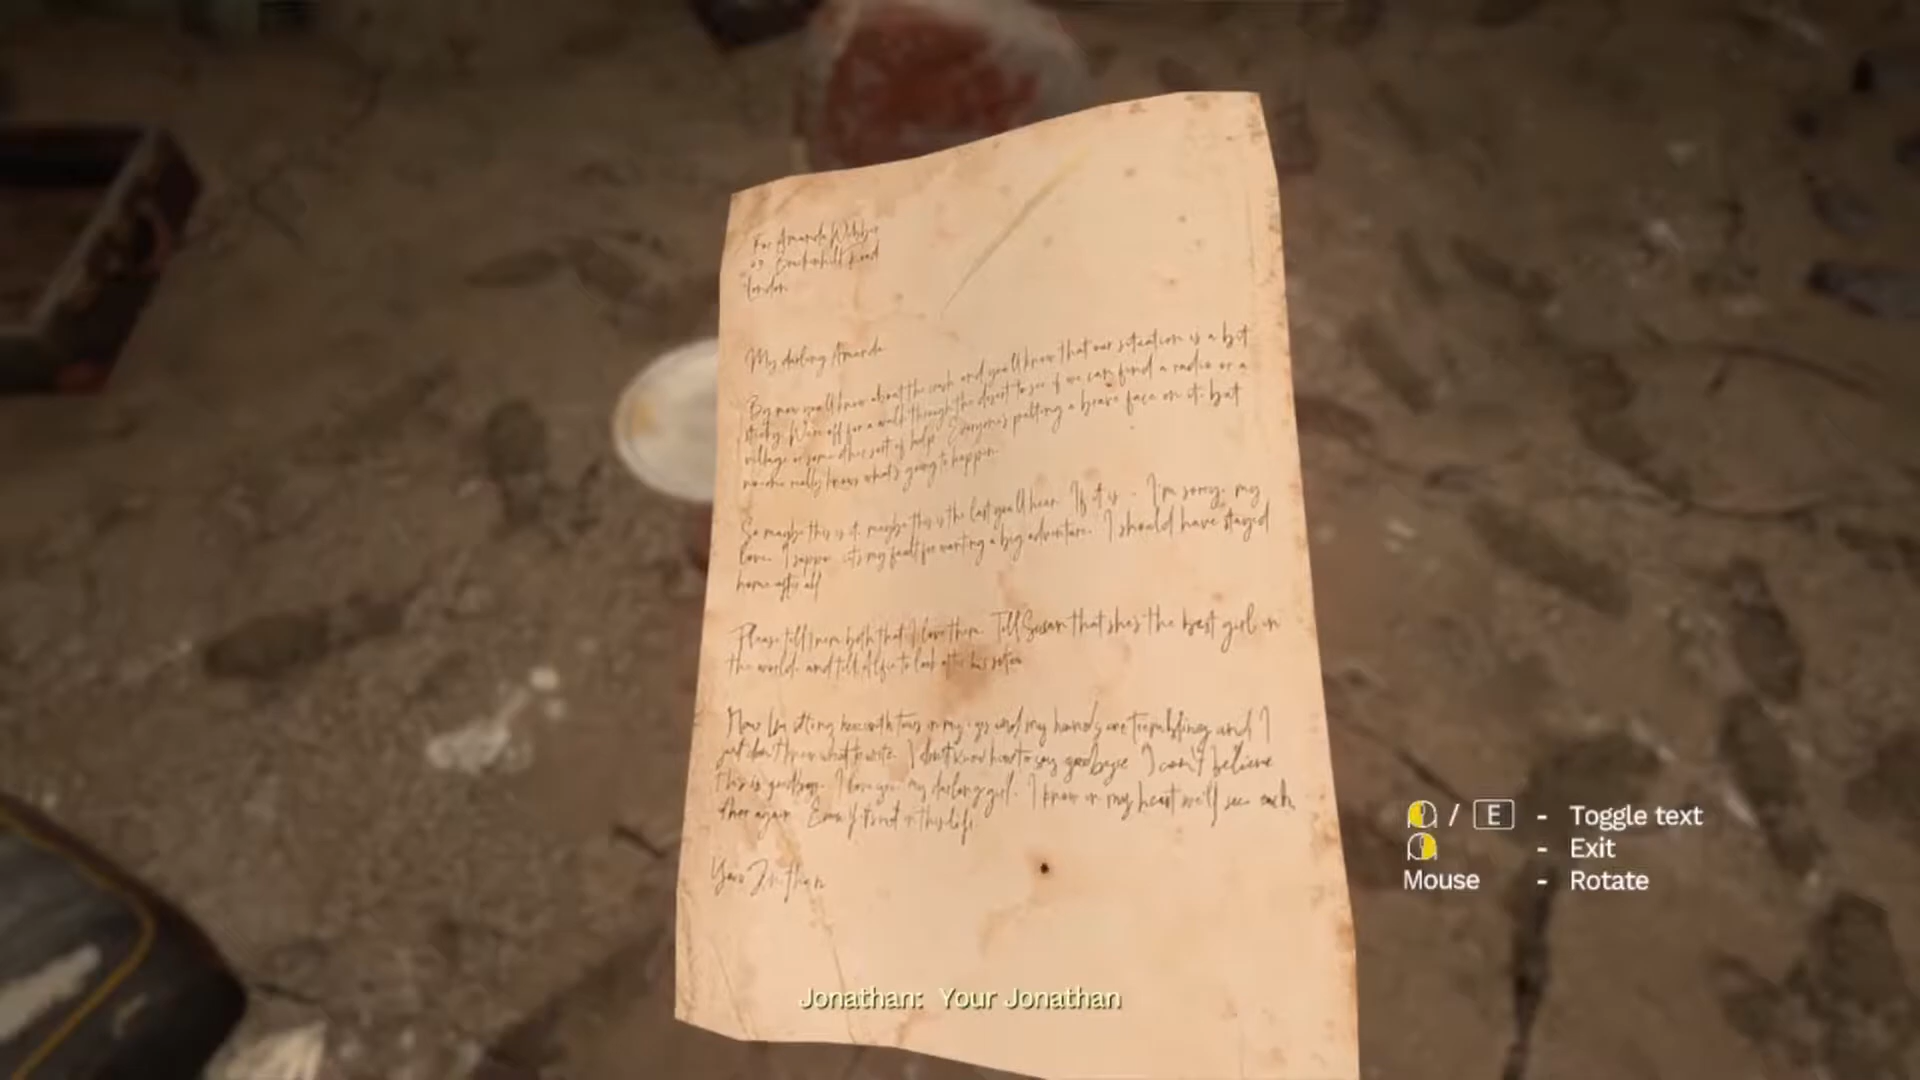 For Amanda Webber
Road
London
My darling Amanda
By now you'll know about the crash and you'll know that our situation is a bit
sticky. We're off for a walk through the desert to see if we can find a radio or a
village or some other sort of help. Everyone's putting a brave face on it, but
no-one really knows what's going to happen.
So maybe this is it, maybe this is the last you'll hear. If it is - I'm sorry, my
love. I suppose it's my fault for wanting a big adventure. I should have stayed
home after all
Please tell them both that I love them. Tell Susan that she's the best girl in
the world and tell Alfie to look after his sister
Now I'm sitting here with tears in my eyes and my hands are trembling and I
just don't know what to write. I don't know how to say goodbye. I can't believe
this is goodbye. I love you, my darling girl. I know in my heart we'll see each
other again. Even if it's not in this life.
Your Jonathan
/ E - Toggle text
- Exit
Mouse - Rotate
Jonathan: Your Jonathan